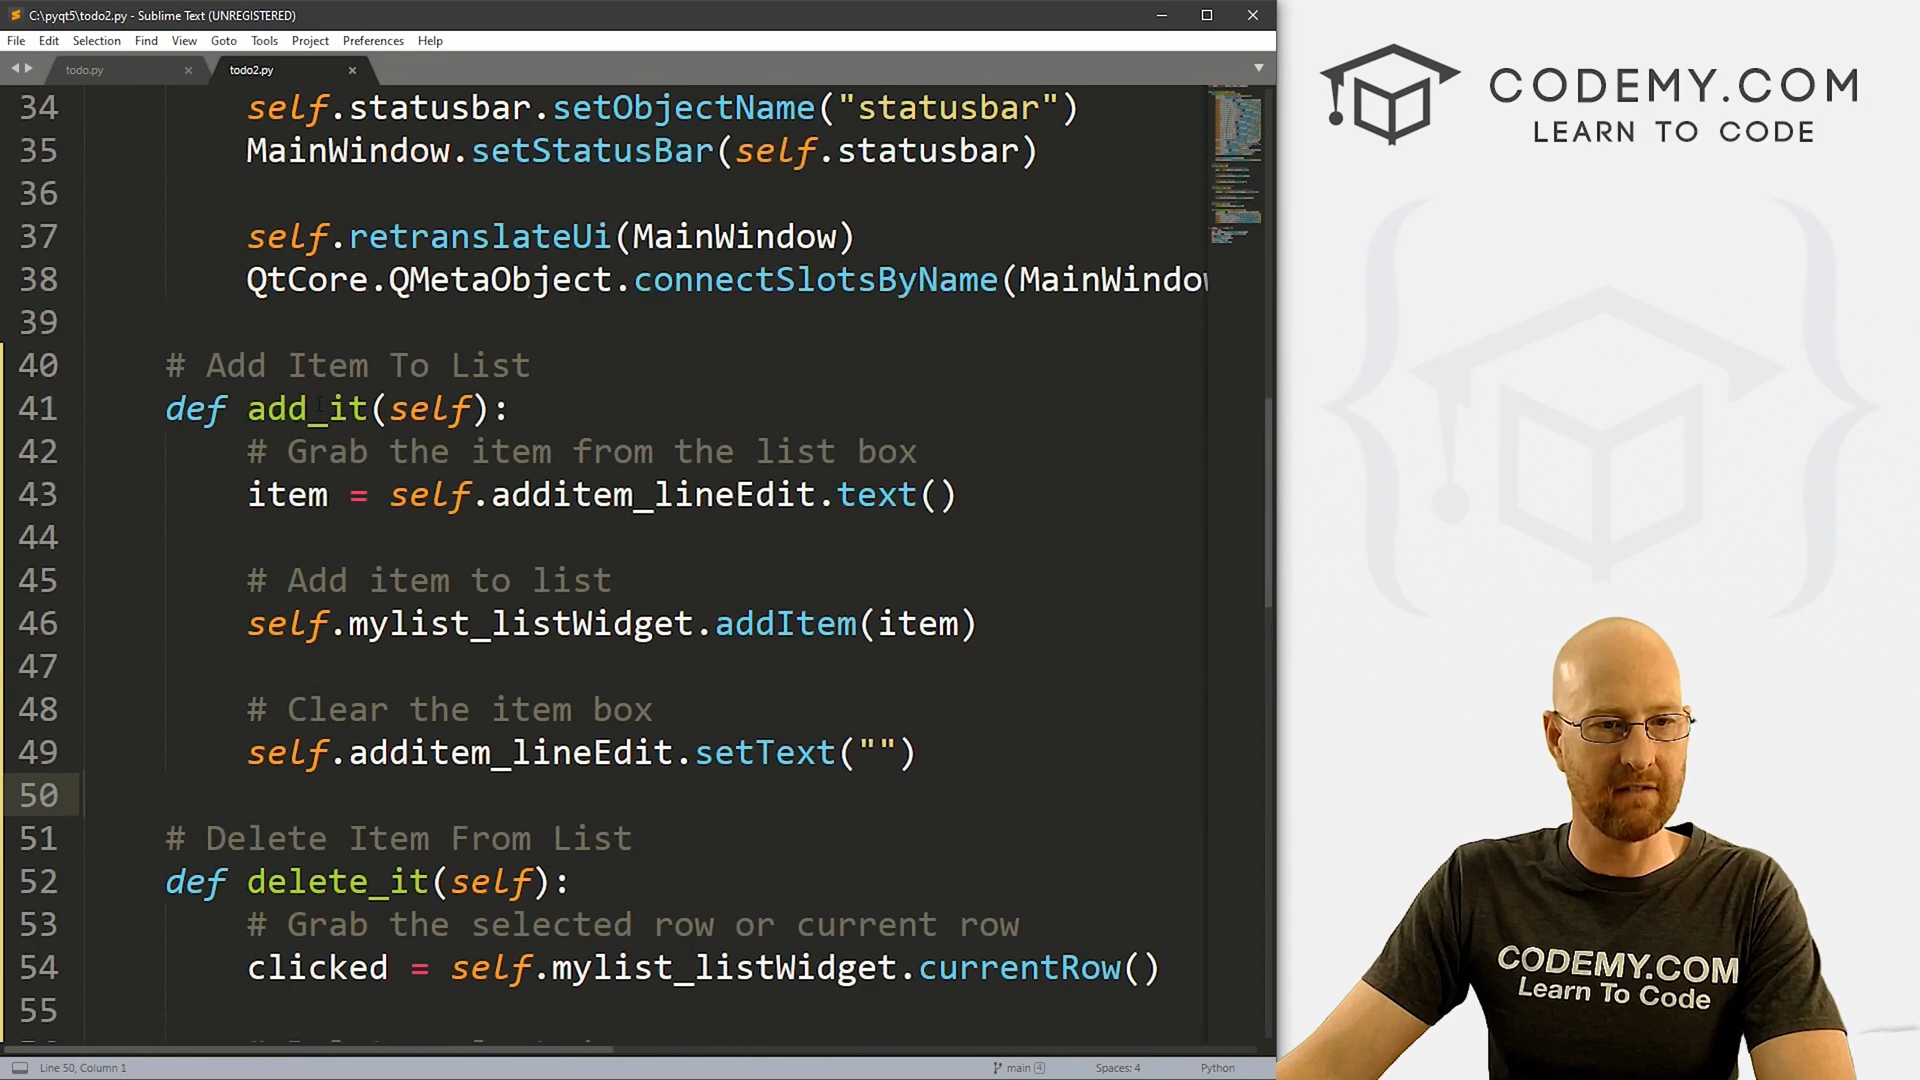 C:\pyqt5\todo2.py - Sublime Text (UNREGISTERED)
File Edit Selection Find View Goto Tools Project Preferences Help
todo.py todo2.py
34 self.statusbar.setObjectName("statusbar")
35 MainWindow.setStatusBar(self.statusbar)
36
37 self.retranslateUi(MainWindow)
38 QtCore.QMetaObject.connectSlotsByName(MainWindow
39
40 # Add Item To List
41 def add_it(self):
42 # Grab the item from the list box
43 item = self.additem_lineEdit.text()
44
45 # Add item to list
46 self.mylist_listWidget.addItem(item)
47
48 # Clear the item box
49 self.additem_lineEdit.setText("")
50
51 # Delete Item From List
52 def delete_it(self):
53 # Grab the selected row or current row
54 clicked = self.mylist_listWidget.currentRow()
55
Line 50, Column 1
main 4
Spaces: 4
Python
CODEMY.COM
LEARN TO CODE
CODEMY.COM
Learn To Code